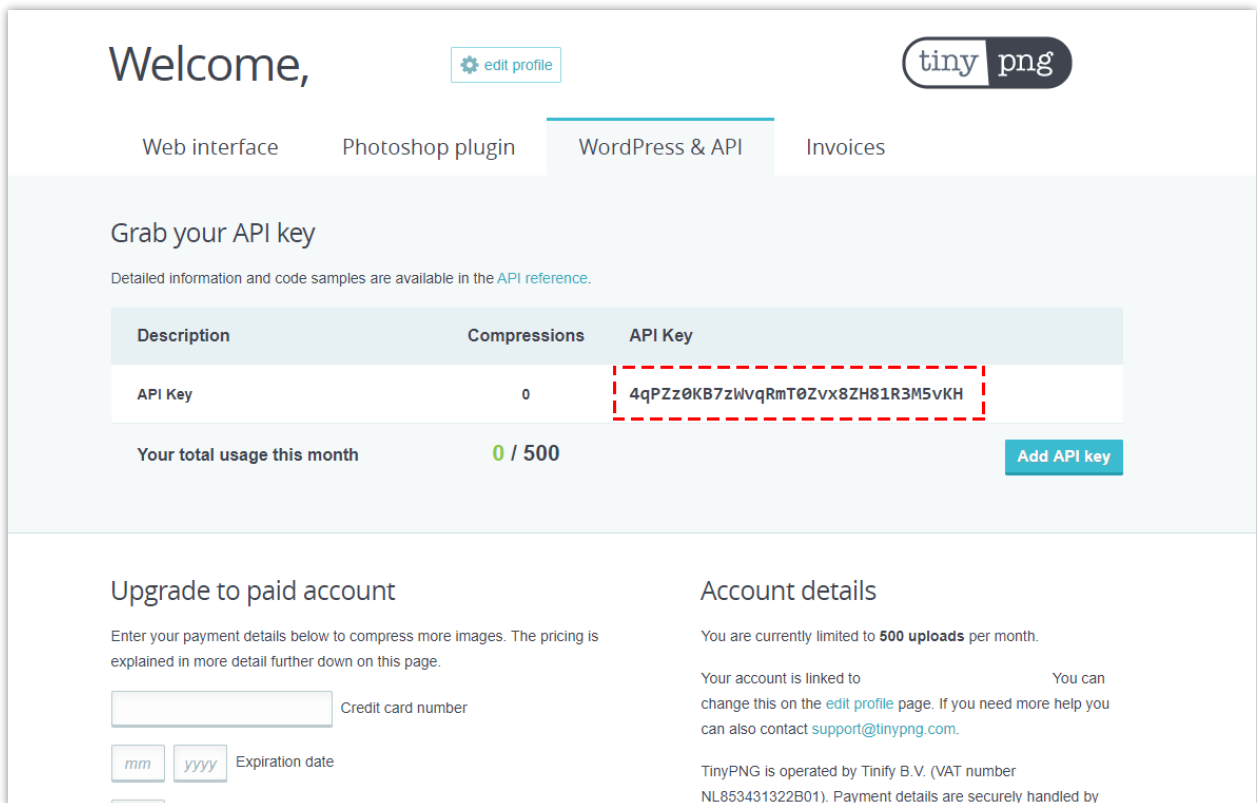 Welcome,
edit profile
tiny png
Web interface
Photoshop plugin
WordPress & API
Invoices
Grab your API key
Detailed information and code samples are available in the API reference.
Description Compressions API Key
API Key 0 4qPZz0KB7zWvqRmT0Zvx8ZH81R3M5vKH
Your total usage this month 0 / 500
Add API key
Upgrade to paid account
Enter your payment details below to compress more images. The pricing is
explained in more detail further down on this page.
Credit card number
mm yyyy Expiration date
Account details
You are currently limited to 500 uploads per month.
Your account is linked to You can
change this on the edit profile page. If you need more help you
can also contact support@tinypng.com.
TinyPNG is operated by Tinify B.V. (VAT number
NL853431322B01). Payment details are securely handled by